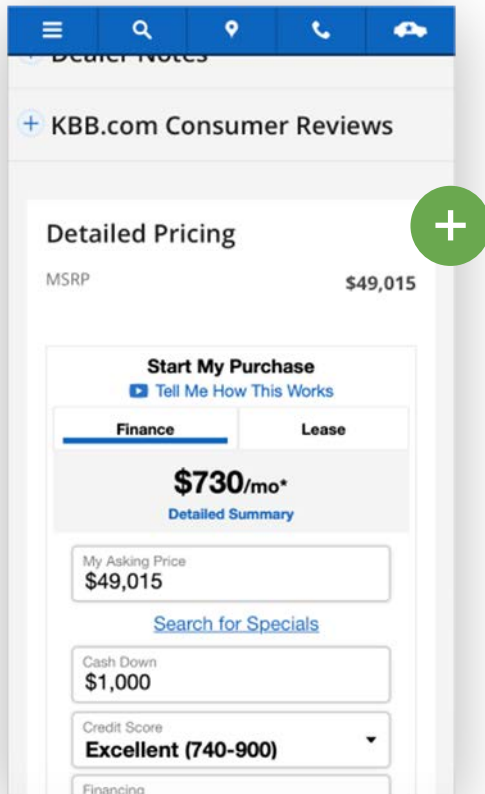 Dealer Notes
KBB.com Consumer Reviews
Detailed Pricing
MSRP
$49,015
Start My Purchase
Tell Me How This Works
Finance
Lease
$730/mo*
Detailed Summary
My Asking Price
$49,015
Search for Specials
Cash Down
$1,000
Credit Score
Excellent (740-900)
Financing